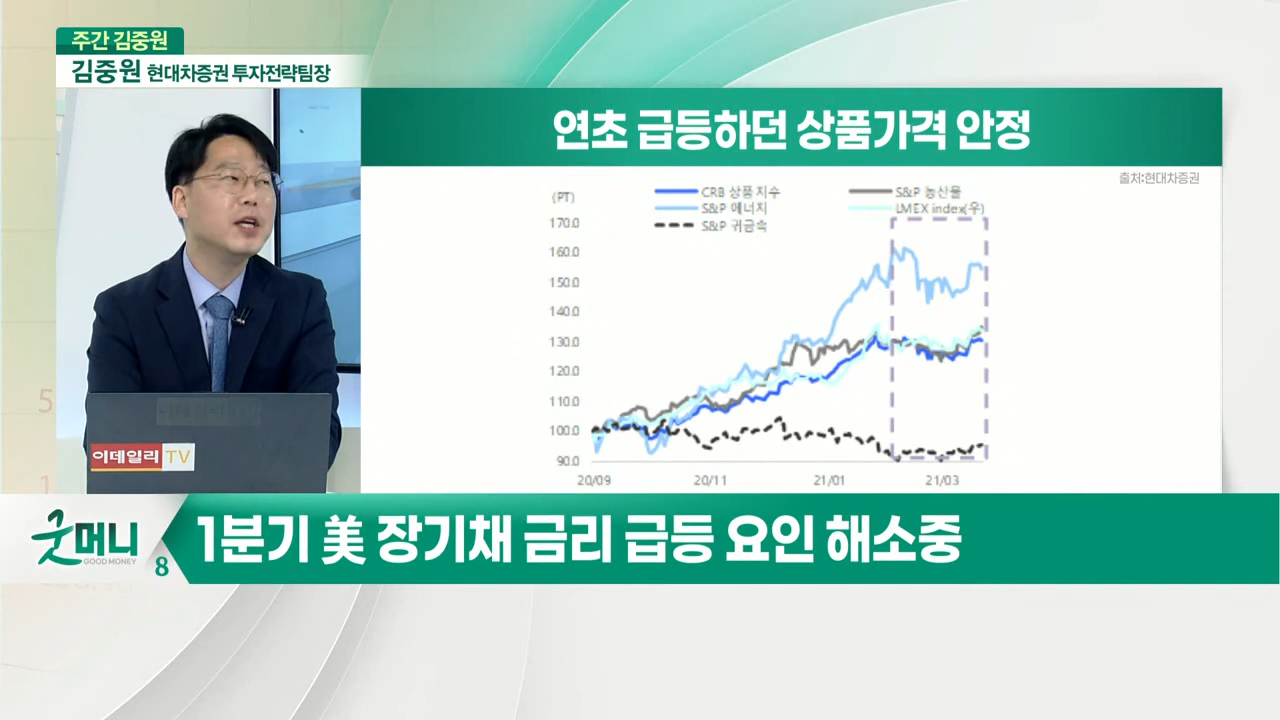 주간 김중원
김중원 현대차증권 투자전략팀장
연초 급등하던 상품가격 안정
출처:현대차증권
(PT)
CRB 상품 지수
S&P 농산물
S&P 에너지
LMEX index(우)
S&P 귀금속
170.0
160.0
150.0
140.0
130.0
120.0
110.0
100.0
90.0
20/09
20/11
21/01
21/03
5
1
이데일리 TV
굿머니
GOOD MONEY
8
1분기 美 장기채 금리 급등 요인 해소중